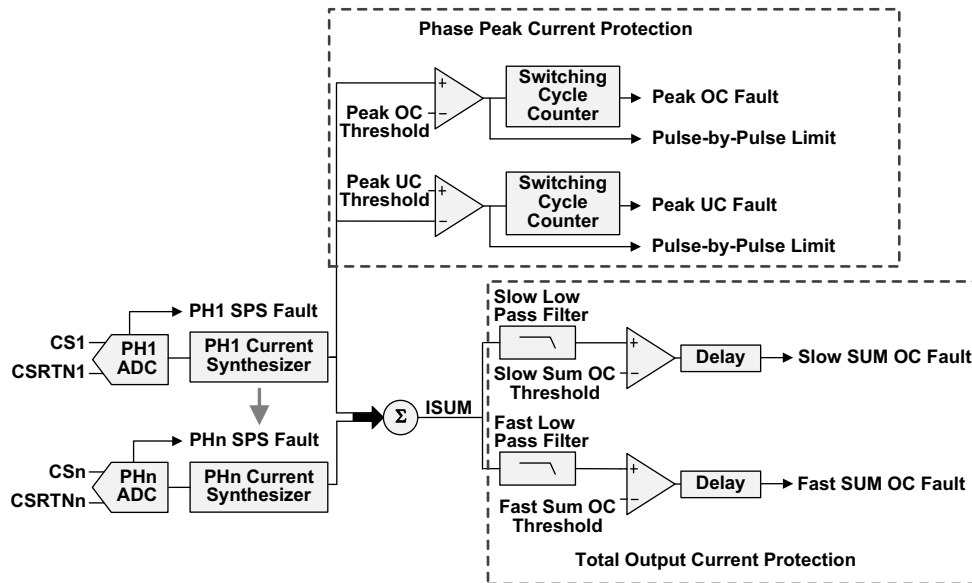 Phase Peak Current Protection
+
−
Peak OC
Threshold
Switching
Cycle
Counter
Peak OC Fault
Pulse-by-Pulse Limit
Peak UC
Threshold
+
−
Switching
Cycle
Counter
Peak UC Fault
Pulse-by-Pulse Limit
PH1 SPS Fault
CS1
CSRTN1
PH1
ADC
PH1 Current
Synthesizer
PHn SPS Fault
CSn
CSRTNn
PHn
ADC
PHn Current
Synthesizer
Σ
ISUM
Slow Low
Pass Filter
+
−
Slow Sum OC
Threshold
Delay
Slow SUM OC Fault
Fast Low
Pass Filter
+
−
Fast Sum OC
Threshold
Delay
Fast SUM OC Fault
Total Output Current Protection